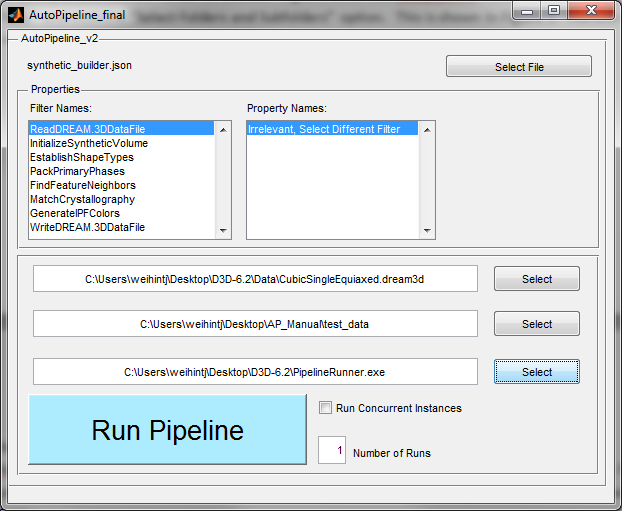 AutoPipeline_final
"Select Folders and Subfolders" option. This is shown in
AutoPipeline_v2
synthetic_builder.json
Select File
Properties
Filter Names:
Property Names:
ReadDREAM.3DDataFile
InitializeSyntheticVolume
EstablishShapeTypes
PackPrimaryPhases
FindFeatureNeighbors
MatchCrystallography
GenerateIPFColors
WriteDREAM.3DDataFile
Irrelevant, Select Different Filter
C:\Users\weihintj\Desktop\D3D-6.2\Data\CubicSingleEquiaxed.dream3d
Select
C:\Users\weihintj\Desktop\AP_Manual\test_data
Select
C:\Users\weihintj\Desktop\D3D-6.2\PipelineRunner.exe
Select
Run Pipeline
Run Concurrent Instances
1
Number of Runs